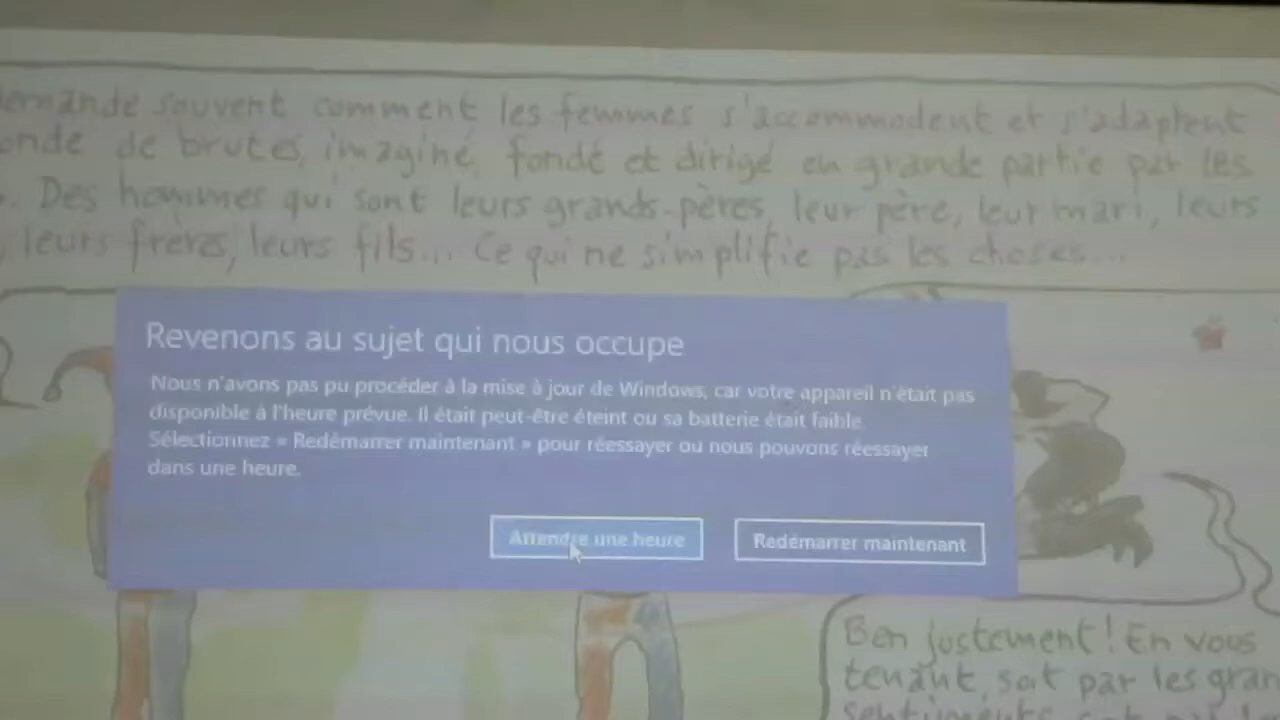 demande souvent comment les femmes s'accommodent et s'adaptent
onde de brutes, imaginé, fondé et dirigé en grande partie par les
. Des hommes qui sont leurs grands-pères, leur père, leur mari, leurs
, leurs frères, leurs fils... Ce qui ne simplifie pas les choses...
Revenons au sujet qui nous occupe
Nous n'avons pas pu procéder à la mise à jour de Windows, car votre appareil n'était pas
disponible à l'heure prévue. Il était peut-être éteint ou sa batterie était faible.
Sélectionnez « Redémarrer maintenant » pour réessayer ou nous pouvons réessayer
dans une heure.
Attendre une heure
Redémarrer maintenant
Ben justement! En vous
tenant, soit par les gran
sentiments